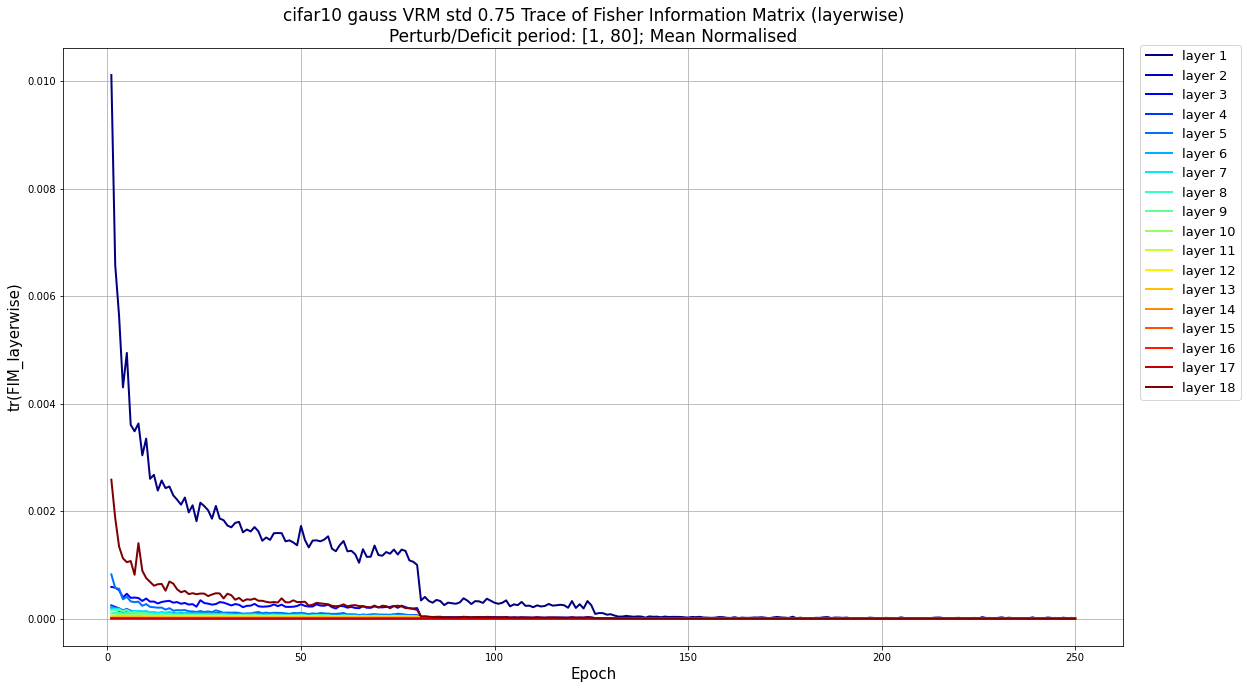 cifar10 gauss VRM std 0.75 Trace of Fisher Information Matrix (layerwise)
Perturb/Deficit period: [1, 80]; Mean Normalised
0.010
0.008
0.006
0.004
0.002
0.000
tr(FIM_layerwise)
0
50
100
150
200
250
Epoch
layer 1
layer 2
layer 3
layer 4
layer 5
layer 6
layer 7
layer 8
layer 9
layer 10
layer 11
layer 12
layer 13
layer 14
layer 15
layer 16
layer 17
layer 18